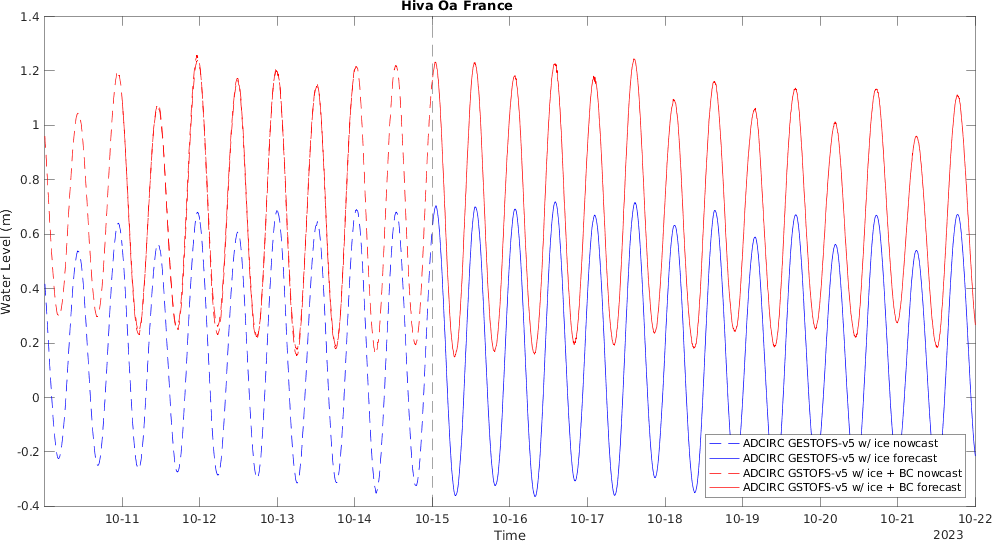 Hiva Oa France
Water Level (m)
1.4
1.2
1
0.8
0.6
0.4
0.2
0
-0.2
-0.4
ADCIRC GESTOFS-v5 w/ ice nowcast
ADCIRC GESTOFS-v5 w/ ice forecast
ADCIRC GSTOFS-v5 w/ ice + BC nowcast
ADCIRC GSTOFS-v5 w/ ice + BC forecast
10-11 10-12 10-13 10-14 10-15 10-16 10-17 10-18 10-19 10-20 10-21 10-22
Time
2023